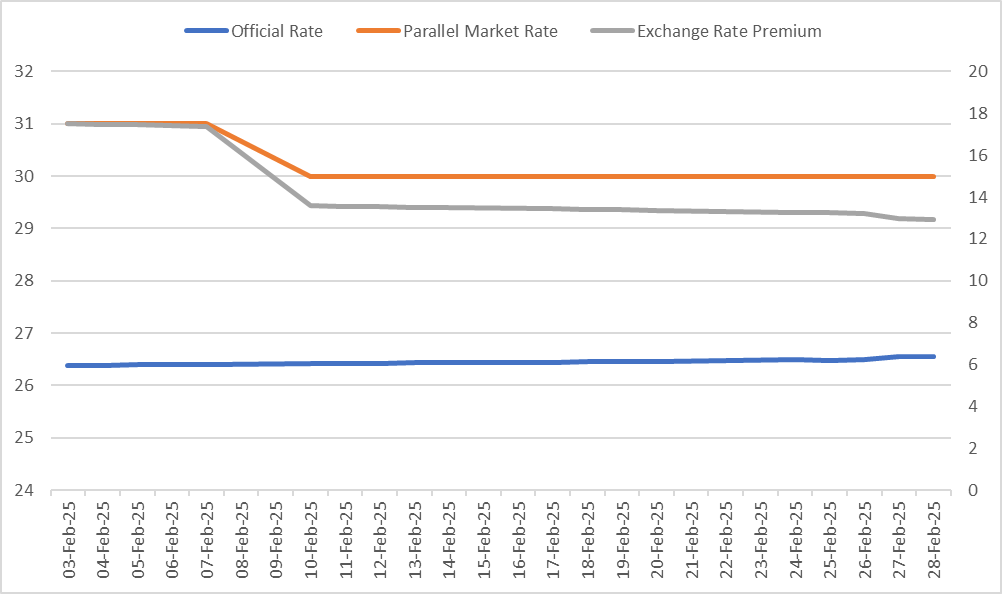 Official Rate Parallel Market Rate Exchange Rate Premium
32 20
31 18
30 16
29 14
28 12
27 10
26 8
25 6
24 4
2
0
03-Feb-25
04-Feb-25
05-Feb-25
06-Feb-25
07-Feb-25
08-Feb-25
09-Feb-25
10-Feb-25
11-Feb-25
12-Feb-25
13-Feb-25
14-Feb-25
15-Feb-25
16-Feb-25
17-Feb-25
18-Feb-25
19-Feb-25
20-Feb-25
21-Feb-25
22-Feb-25
23-Feb-25
24-Feb-25
25-Feb-25
26-Feb-25
27-Feb-25
28-Feb-25